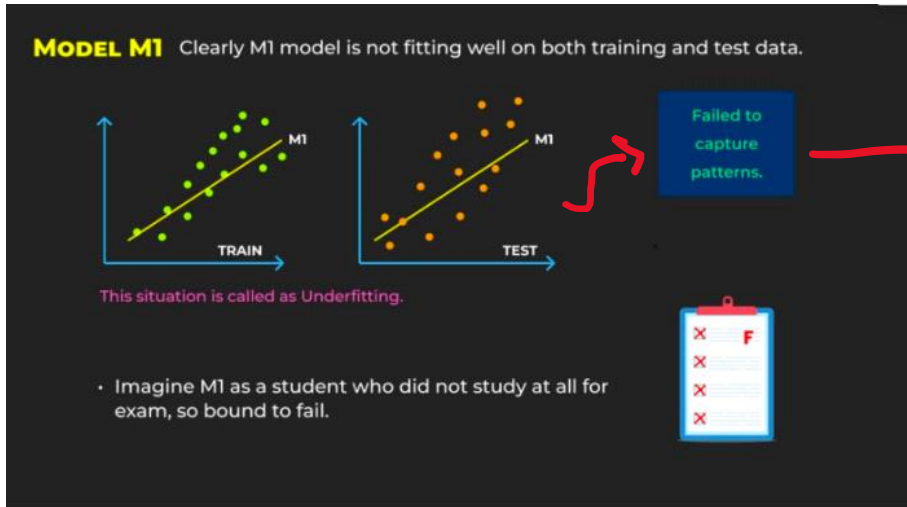 MODEL M1 Clearly M1 model is not fitting well on both training and test data.
M1
TRAIN
M1
TEST
Failed to
capture
patterns.
This situation is called as Underfitting.
• Imagine M1 as a student who did not study at all for
exam, so bound to fail.
F